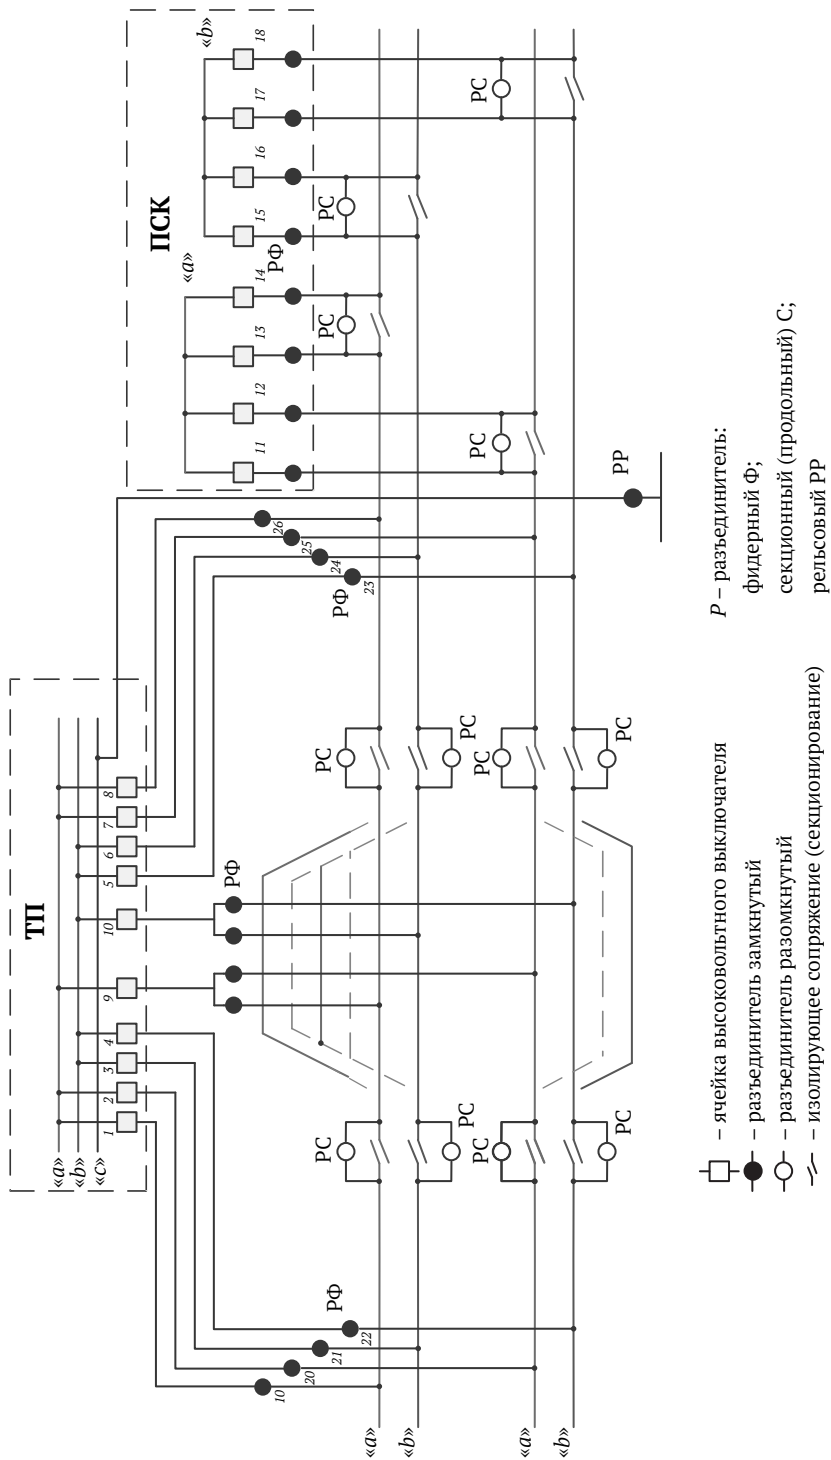 ТП
«a»
«b»
«c»
1
2
3
4
9
10
5
6
7
8
ПСК
«a»
«b»
11
12
13
14
15
16
17
18
РФ
РФ
РФ
РФ
10
20
21
22
23
24
25
26
РС
РС
РС
РС
РС
РС
РС
РС
РС
РС
РС
РС
РР
«a»
«b»
«a»
«b»
– ячейка высоковольтного выключателя
– разъединитель замкнутый
– разъединитель разомкнутый
– изолирующее сопряжение (секционирование)
Р – разъединитель:
фидерный Ф;
секционный (продольный) С;
рельсовый РР